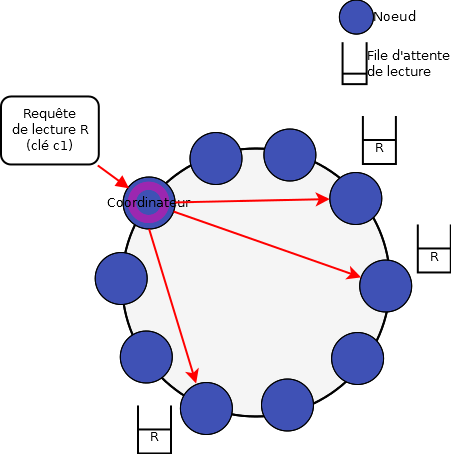 Noeud
File d'attente
de lecture
Requête
de lecture R
(clé c1)
R
Coordinateur
R
R